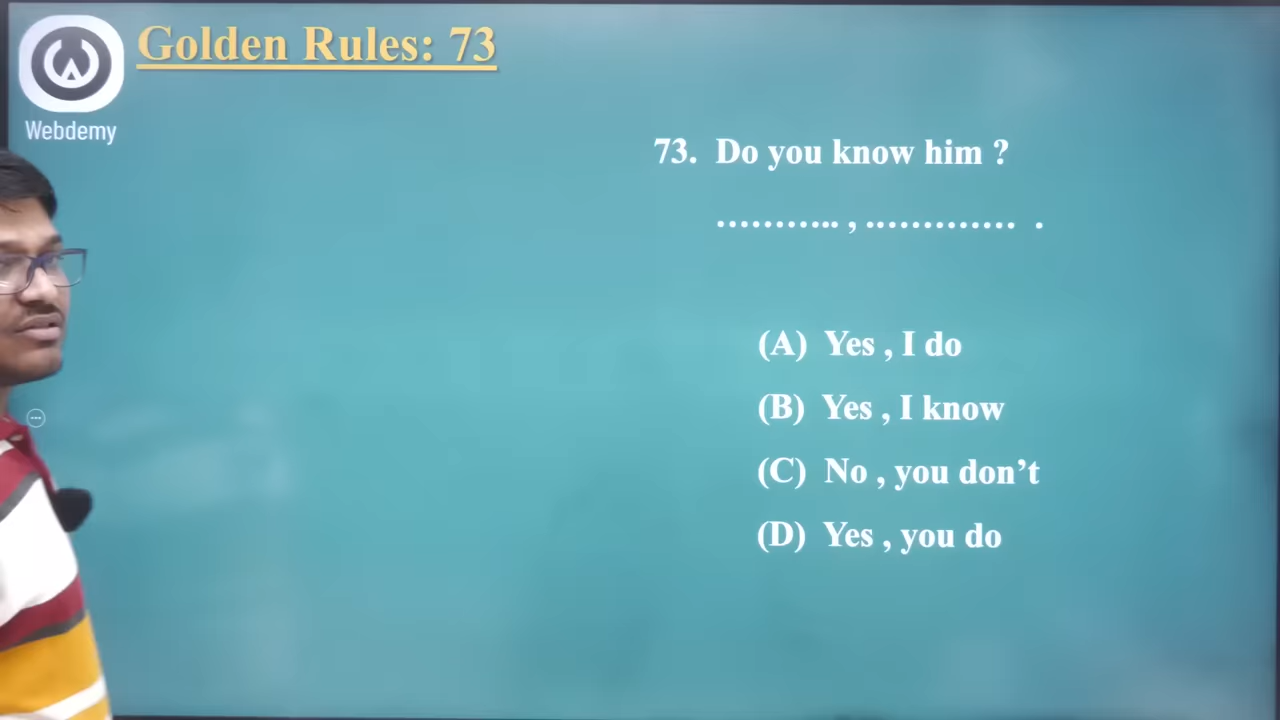 Golden Rules: 73
Webdemy
73. Do you know him ?
........... , ............. .
(A) Yes , I do
(B) Yes , I know
(C) No , you don’t
(D) Yes , you do